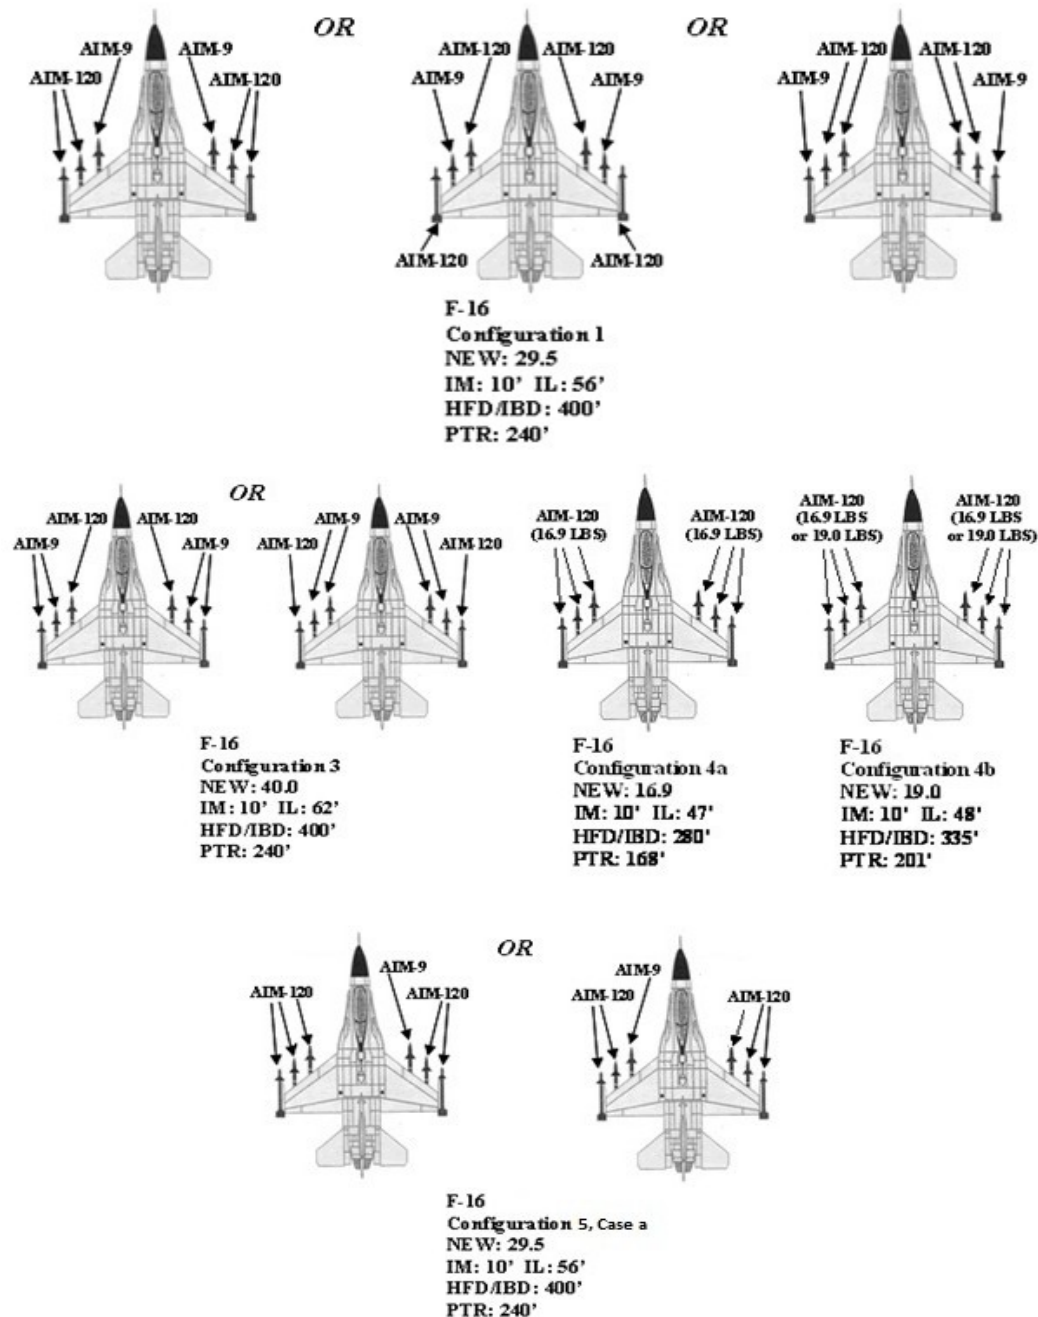 OR
OR
AIM-9
AIM-9
AIM-120
AIM-120
AIM-120
AIM-120
AIM-9
AIM-9
AIM-120
AIM-120
AIM-120
AIM-120
AIM-9
AIM-9
F-16
Configuration 1
NEW: 29.5
IM: 10' IL: 56'
HFD/IBD: 400'
PTR: 240'
OR
AIM-120
AIM-120
AIM-9
AIM-9
AIM-9
AIM-9
AIM-120
AIM-120
AIM-120
(16.9 LBS)
AIM-120
(16.9 LBS)
AIM-120
(16.9 LBS
or 19.0 LBS)
AIM-120
(16.9 LBS
or 19.0 LBS)
F-16
Configuration 3
NEW: 40.0
IM: 10' IL: 62'
HFD/IBD: 400'
PTR: 240'
F-16
Configuration 4a
NEW: 16.9
IM: 10' IL: 47'
HFD/IBD: 280'
PTR: 168'
F-16
Configuration 4b
NEW: 19.0
IM: 10' IL: 48'
HFD/IBD: 335'
PTR: 201'
OR
AIM-120
AIM-9
AIM-120
AIM-9
AIM-120
AIM-120
F-16
Configuration 5, Case a
NEW: 29.5
IM: 10' IL: 56'
HFD/IBD: 400'
PTR: 240'